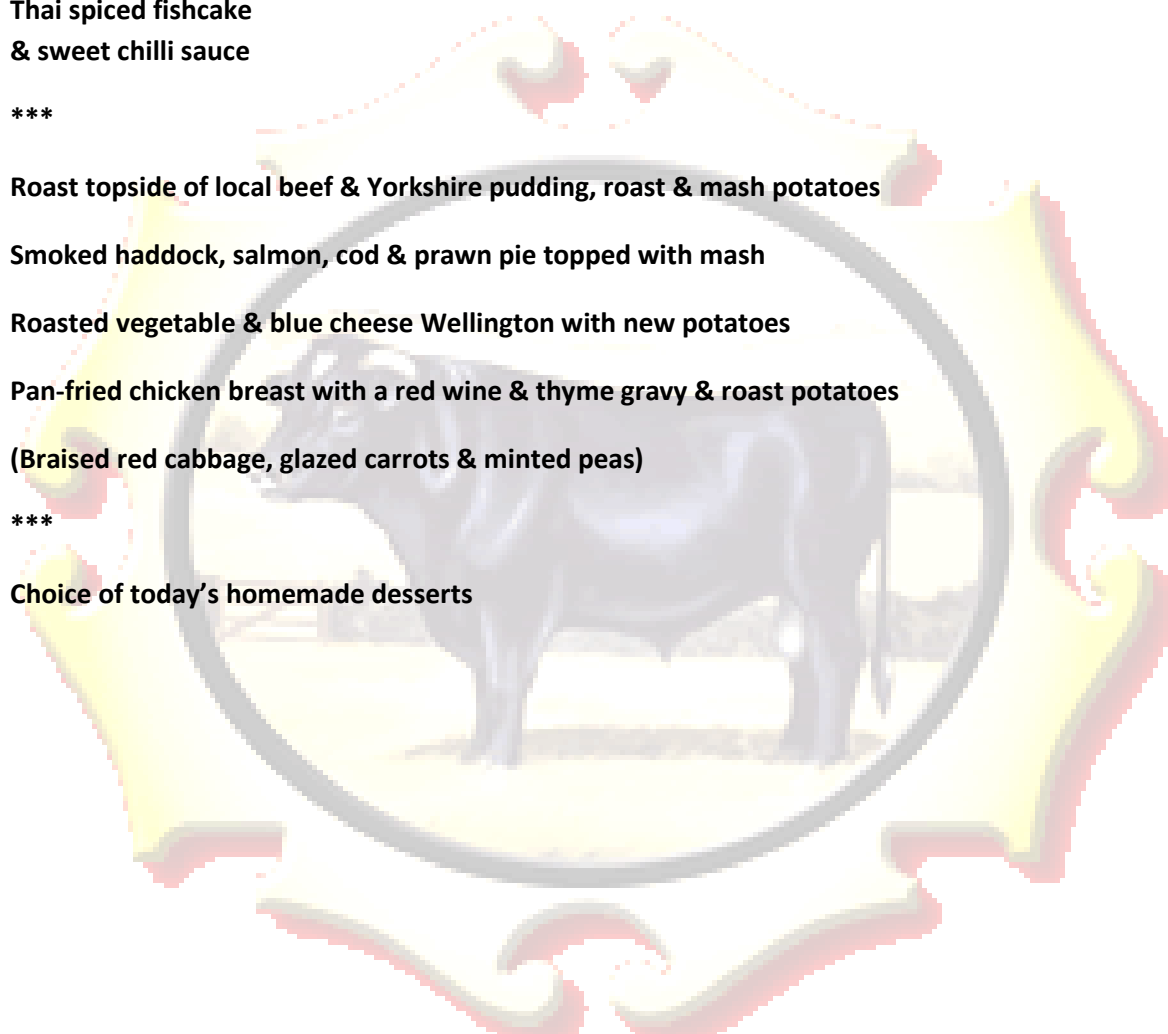 Thai spiced fishcake
& sweet chilli sauce
***
Roast topside of local beef & Yorkshire pudding, roast & mash potatoes
Smoked haddock, salmon, cod & prawn pie topped with mash
Roasted vegetable & blue cheese Wellington with new potatoes
Pan-fried chicken breast with a red wine & thyme gravy & roast potatoes
(Braised red cabbage, glazed carrots & minted peas)
***
Choice of today’s homemade desserts